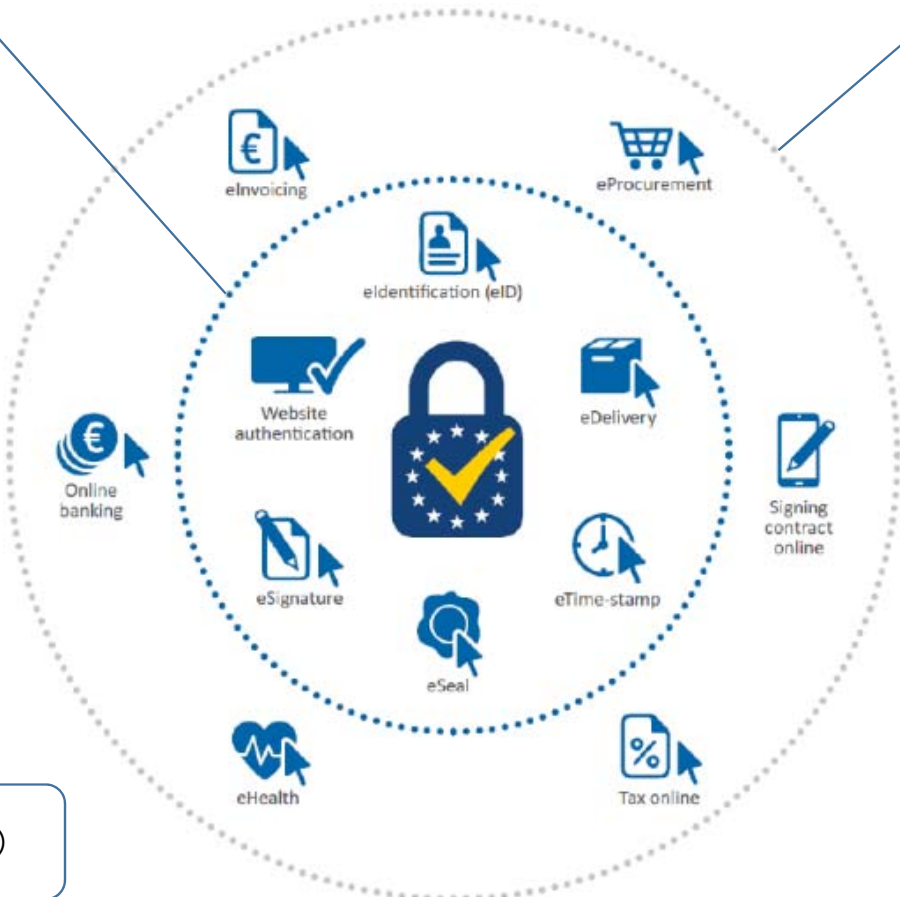 eInvoicing
eProcurement
eIdentification (eID)
Website
authentication
eDelivery
Online
banking
Signing
contract
online
eSignature
eTime-stamp
eSeal
eHealth
Tax online
)